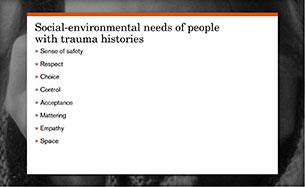 Social-environmental needs of people
with trauma histories
Sense of safety
Respect
Choice
Control
Acceptance
Mattering
Empathy
Space